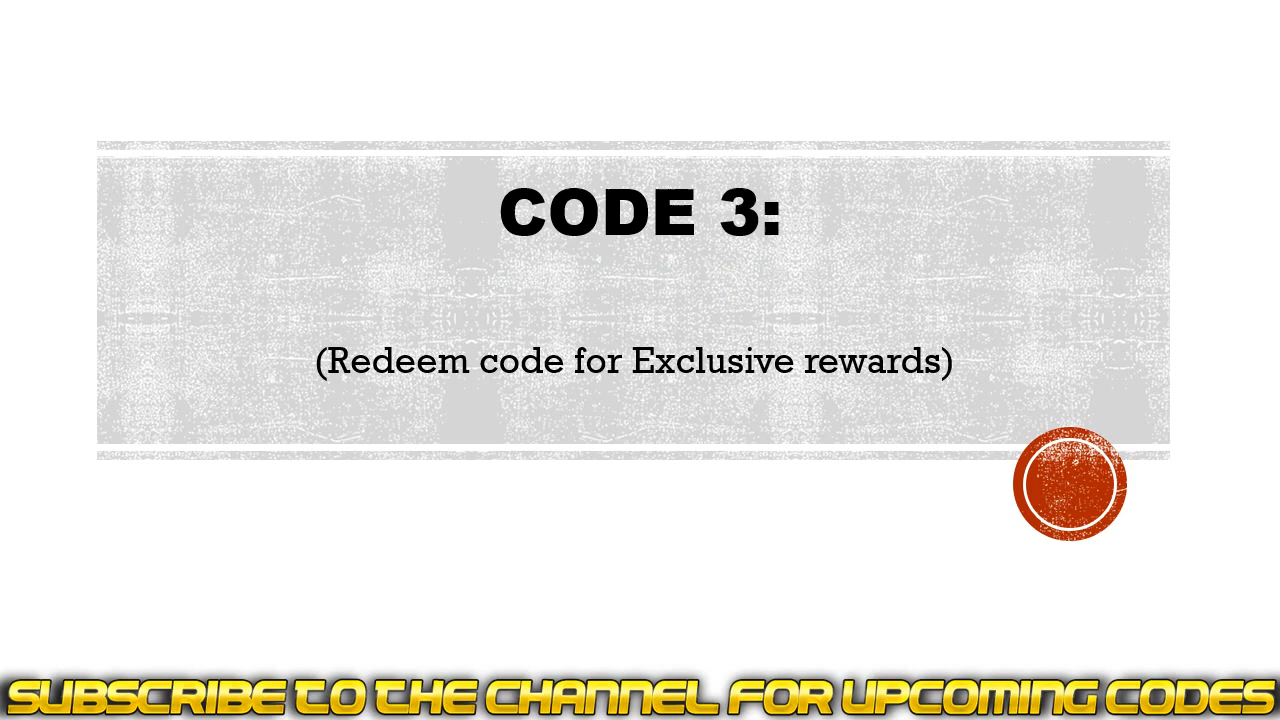 CODE 3:
(Redeem code for Exclusive rewards)
SUBSCRIBE TO THE CHANNEL FOR UPCOMING CODES